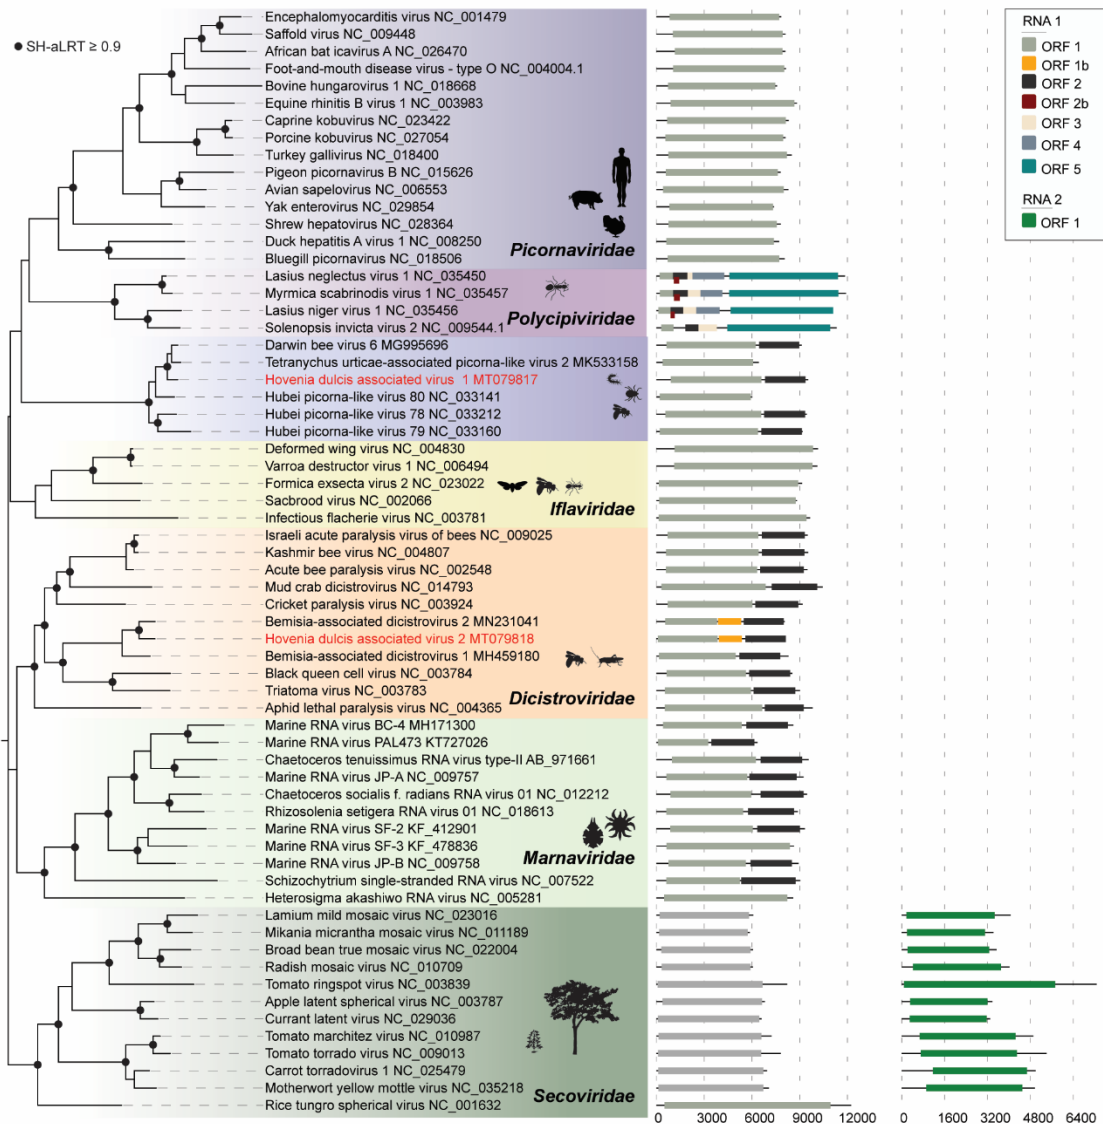 ● SH-aLRT ≥ 0.9
Encephalomyocarditis virus NC_001479
Saffold virus NC_009448
African bat icavirus A NC_026470
Foot-and-mouth disease virus - type O NC_004004.1
Bovine hungarovirus 1 NC_018668
Equine rhinitis B virus 1 NC_003983
Caprine kobuvirus NC_023422
Porcine kobuvirus NC_027054
Turkey gallivirus NC_018400
Pigeon picornavirus B NC_015626
Avian sapelovirus NC_006553
Yak enterovirus NC_029854
Shrew hepatovirus NC_028364
Duck hepatitis A virus 1 NC_008250
Bluegill picornavirus NC_018506
Picornaviridae
Lasius neglectus virus 1 NC_035450
Myrmica scabrinodis virus 1 NC_035457
Lasius niger virus 1 NC_035456
Solenopsis invicta virus 2 NC_009544.1
Polycipiviridae
Darwin bee virus 6 MG995696
Tetranychus urticae-associated picorna-like virus 2 MK533158
Hovenia dulcis associated virus 1 MT079817
Hubei picorna-like virus 80 NC_033141
Hubei picorna-like virus 78 NC_033212
Hubei picorna-like virus 79 NC_033160
Deformed wing virus NC_004830
Varroa destructor virus 1 NC_006494
Formica exsecta virus 2 NC_023022
Sacbrood virus NC_002066
Infectious flacherie virus NC_003781
Iflaviridae
Israeli acute paralysis virus of bees NC_009025
Kashmir bee virus NC_004807
Acute bee paralysis virus NC_002548
Mud crab dicistrovirus NC_014793
Cricket paralysis virus NC_003924
Bemisia-associated dicistrovirus 2 MN231041
Hovenia dulcis associated virus 2 MT079818
Bemisia-associated dicistrovirus 1 MH459180
Black queen cell virus NC_003784
Triatoma virus NC_003783
Aphid lethal paralysis virus NC_004365
Dicistroviridae
Marine RNA virus BC-4 MH171300
Marine RNA virus PAL473 KT727026
Chaetoceros tenuissimus RNA virus type-II AB_971661
Marine RNA virus JP-A NC_009757
Chaetoceros socialis f. radians RNA virus 01 NC_012212
Rhizosolenia setigera RNA virus 01 NC_018613
Marine RNA virus SF-2 KF_412901
Marine RNA virus SF-3 KF_478836
Marine RNA virus JP-B NC_009758
Schizochytrium single-stranded RNA virus NC_007522
Heterosigma akashiwo RNA virus NC_005281
Marnaviridae
Lamium mild mosaic virus NC_023016
Mikania micrantha mosaic virus NC_011189
Broad bean true mosaic virus NC_022004
Radish mosaic virus NC_010709
Tomato ringspot virus NC_003839
Apple latent spherical virus NC_003787
Currant latent virus NC_029036
Tomato marchitez virus NC_010987
Tomato torrado virus NC_009013
Carrot torradovirus 1 NC_025479
Motherwort yellow mottle virus NC_035218
Rice tungro spherical virus NC_001632
Secoviridae
0 3000 6000 9000 12000
0 1600 3200 4800 6400
RNA 1
ORF 1
ORF 1b
ORF 2
ORF 2b
ORF 3
ORF 4
ORF 5
RNA 2
ORF 1